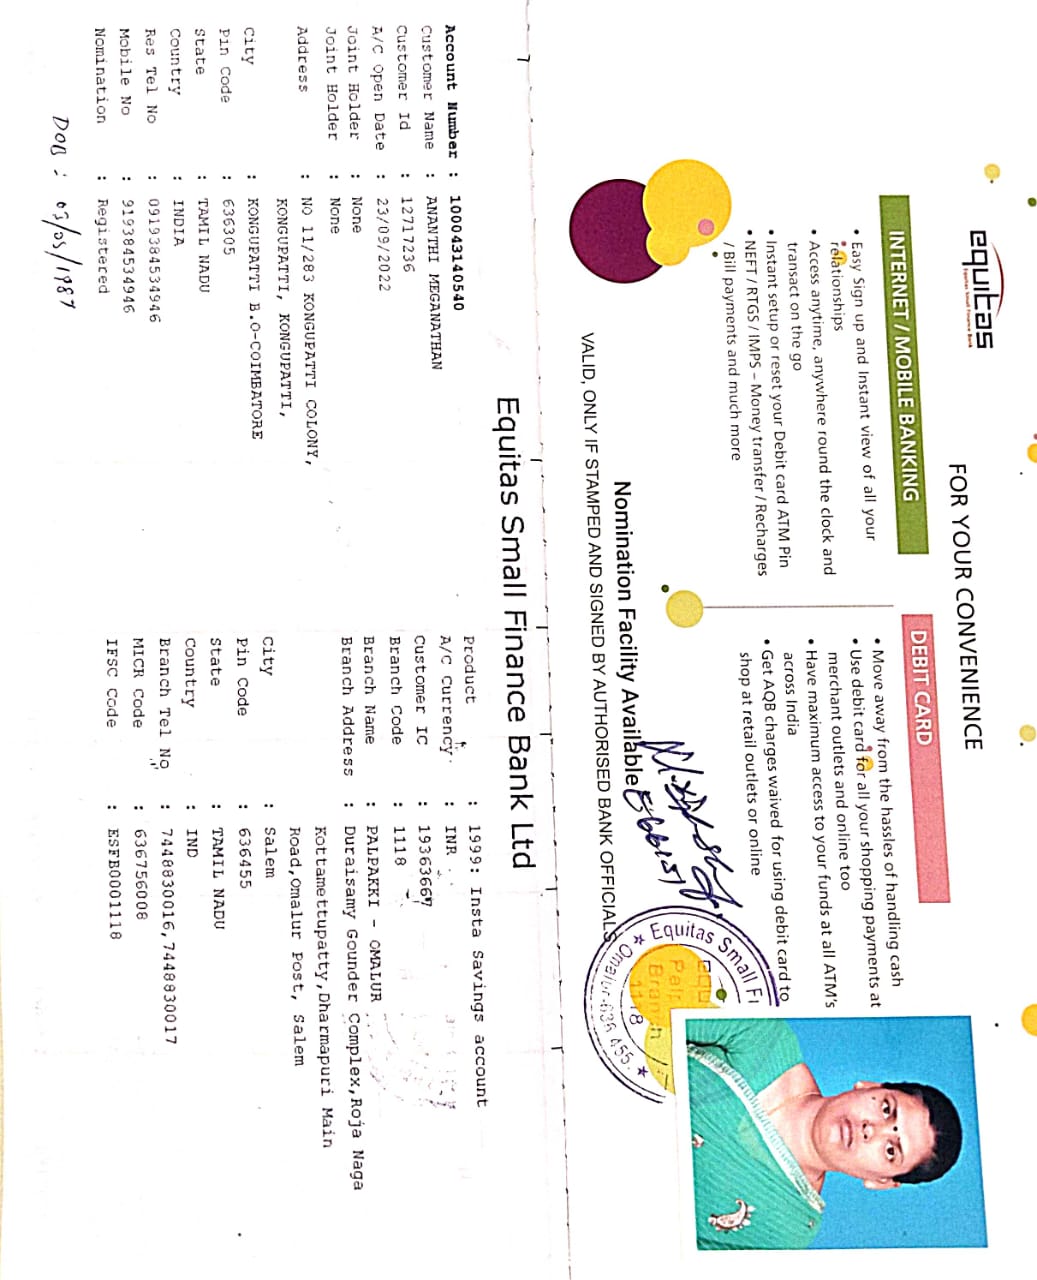 equitas
Equitas Small Finance Bank
FOR YOUR CONVENIENCE
INTERNET / MOBILE BANKING
• Easy Sign up and Instant view of all your
relationships
• Access anytime, anywhere round the clock and
transact on the go
• Instant setup or reset your Debit card ATM Pin
• NEFT / RTGS / IMPS – Money transfer / Recharges
/ Bill payments and much more
DEBIT CARD
• Move away from the hassles of handling cash
• Use debit card for all your shopping payments at
merchant outlets and online too
• Have maximum access to your funds at all ATM's
across India
• Get AQB charges waived for using debit card to
shop at retail outlets or online
Nomination Facility Available
VALID, ONLY IF STAMPED AND SIGNED BY AUTHORISED BANK OFFICIALS
Equitas Small Fi
Branch
1118
Omalur-636 455.
Equitas Small Finance Bank Ltd
Account Number : 100043140540
Customer Name : ANANTHI MEGANATHAN
Customer Id : 12717236
A/C Open Date : 23/09/2022
Joint Holder : None
Joint Holder : None
Address : NO 11/283 KONGUPATTI COLONY,
KONGUPATTI, KONGUPATTI,
City : KONGUPATTI B.O-COIMBATORE
Pin Code : 636305
State : TAMIL NADU
Country : INDIA
Res Tel No : 0919384534946
Mobile No : 919384534946
Nomination : Registered
DOB : 03/05/1987
Product : 1999: Insta Savings account
A/C Currency : INR
Customer IC : 19363667
Branch Code : 1118
Branch Name : PALPAKKI - OMALUR
Branch Address : Duraisamy Gounder Complex,Roja Naga
Kottamettupatty,Dharmapuri Main
Road,Omalur Post, Salem
City : Salem
Pin Code : 636455
State : TAMIL NADU
Country : IND
Branch Tel No : 7448830016,7448830017
MICR Code : 636756008
IFSC Code : ESFB0001118